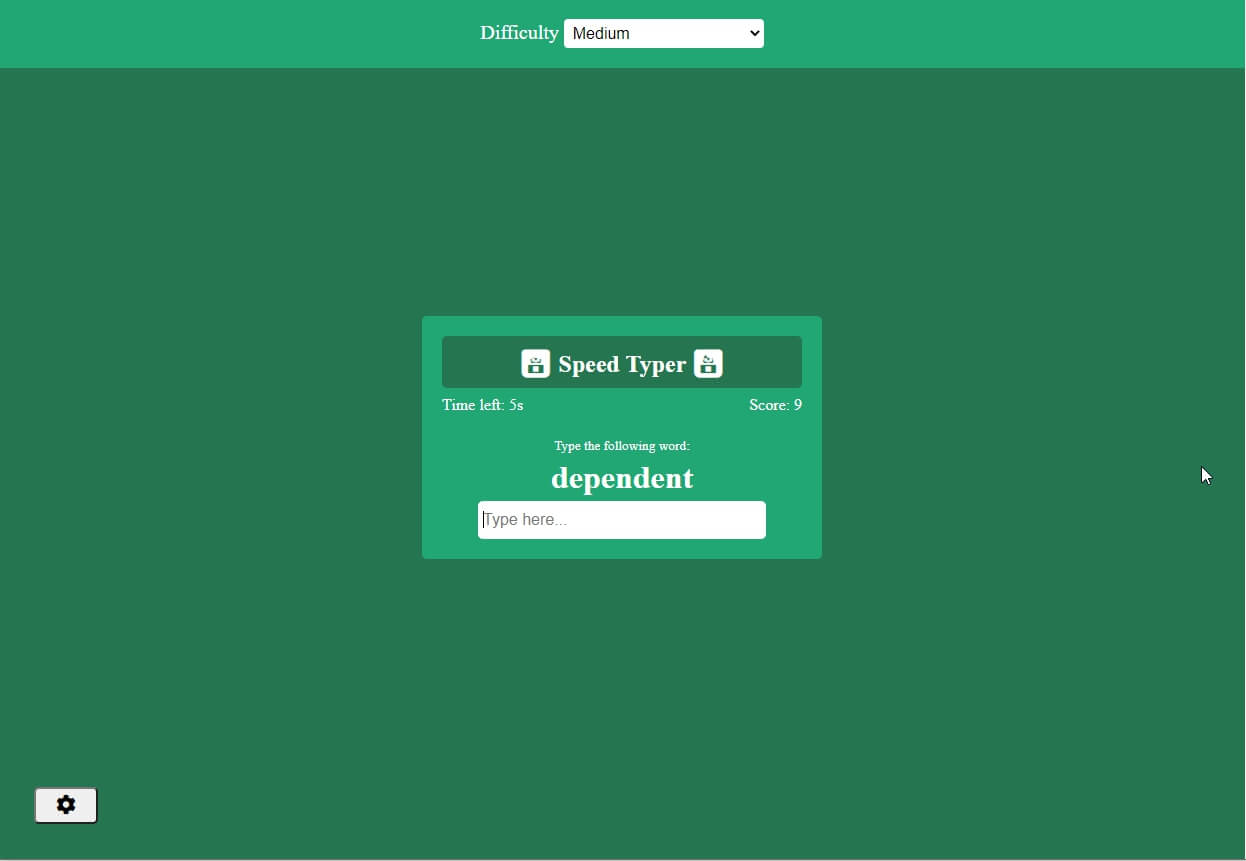 Difficulty Medium
Speed Typer
Time left: 5s Score: 9
Type the following word:
dependent
Type here...